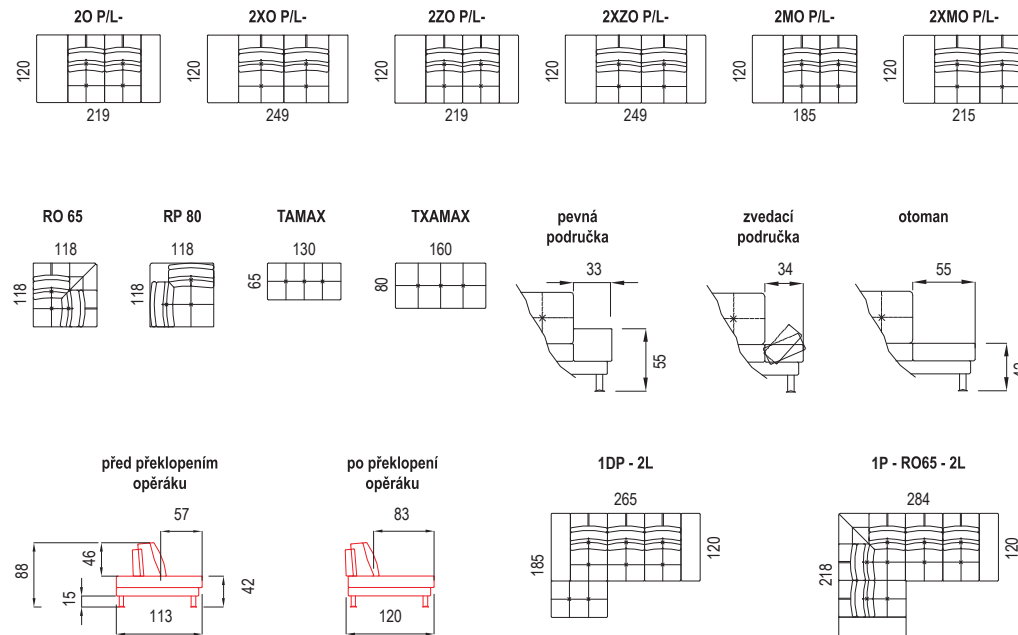 2O P/L- 2XO P/L- 2ZO P/L- 2XZO P/L- 2MO P/L- 2XMO P/L-
120 120 120 120 120 120
219 249 219 249 185 215
RO 65 RP 80 TAMAX TXAMAX pevná zvedací otoman
područka područka
118 118 130 160 33 34 55
118 118 65 80 55
před překlopením po překlopení 1DP - 2L 1P - RO65 - 2L
opěráku opěráku
57 83 265 284
88 46 15 42 185 120 218 120
113 120